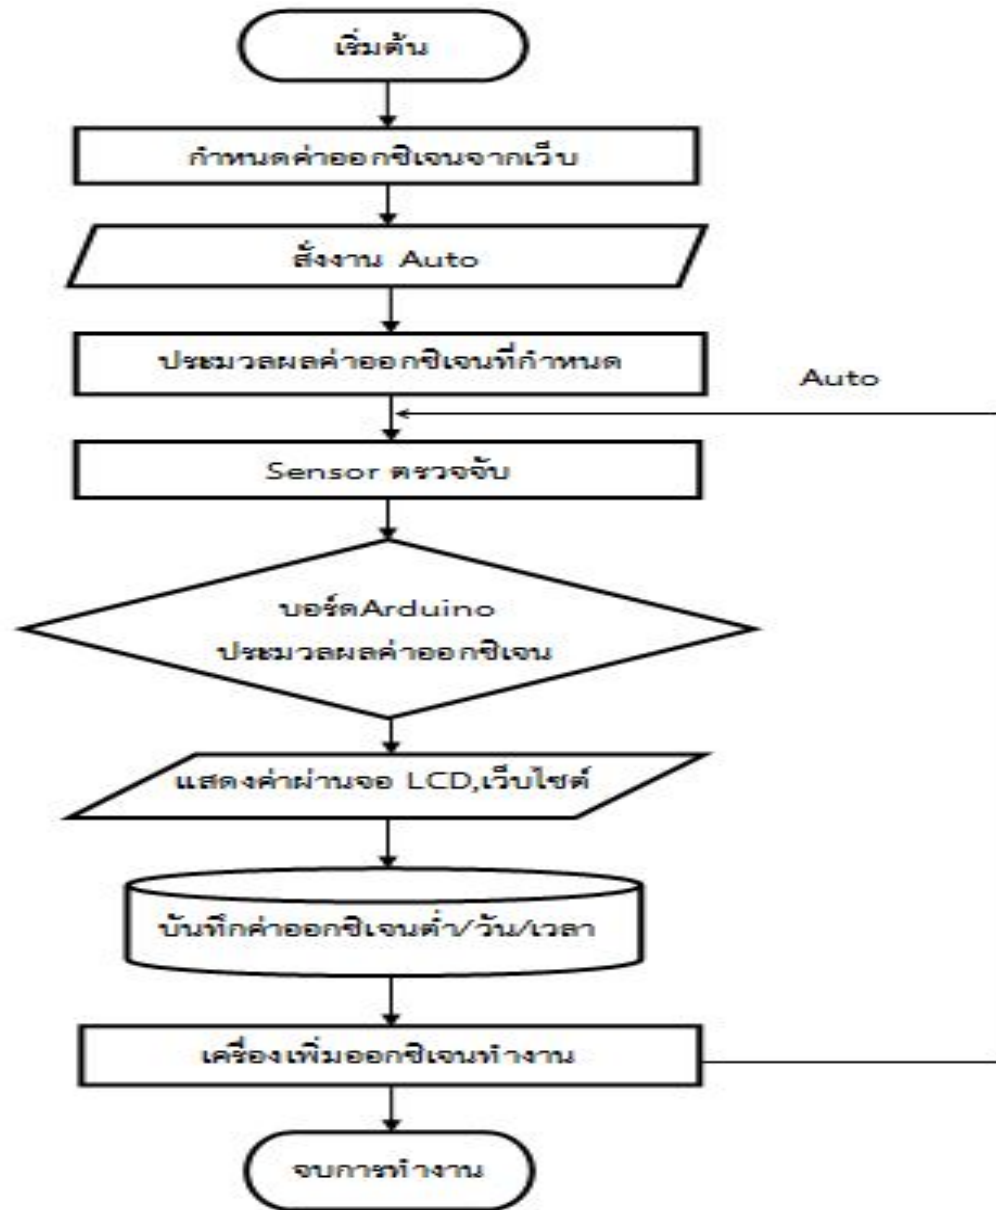 เริ่มต้น
กำหนดค่าออกซิเจนจากเว็บ
สั่งงาน Auto
ประมวลผลค่าออกซิเจนที่กำหนด
Auto
Sensor ตรวจจับ
บอร์ดArduino
ประมวลผลค่าออกซิเจน
แสดงค่าผ่านจอ LCD,เว็บไซต์
บันทึกค่าออกซิเจนต่ำ/วัน/เวลา
เครื่องเพิ่มออกซิเจนทำงาน
จบการทำงาน